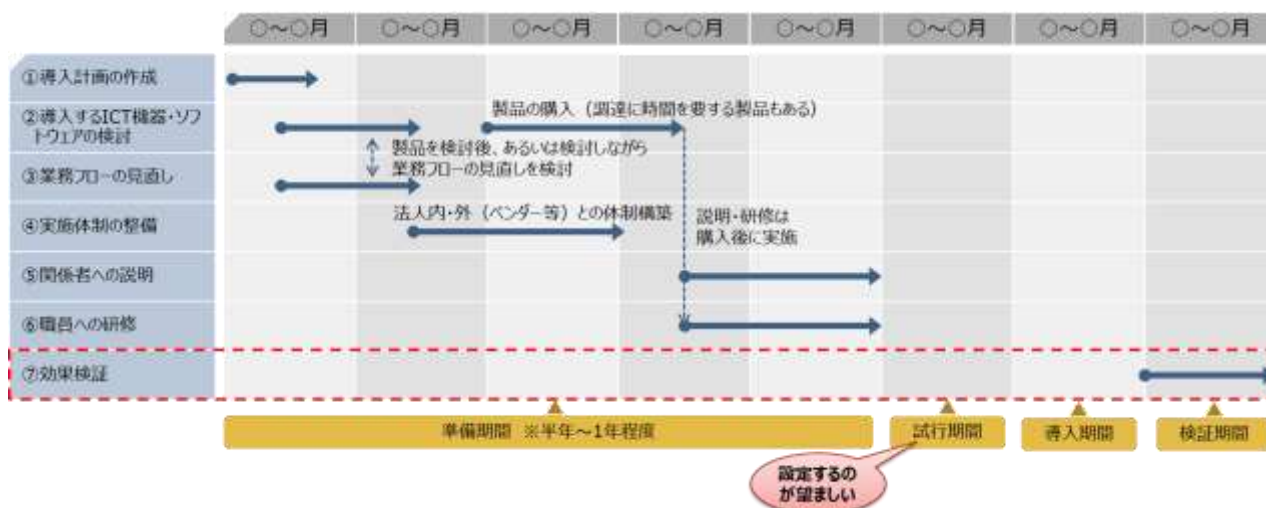 ○～○月 ○～○月 ○～○月 ○～○月 ○～○月 ○～○月 ○～○月 ○～○月
①導入計画の作成
②導入するICT機器・ソフ
トウェアの検討
製品の購入（調達に時間を要する製品もある）
製品を検討後、あるいは検討しながら
業務フローの見直しを検討
③業務フローの見直し
法人内・外（ベンダー等）との体制構築
④実施体制の整備
説明・研修は
購入後に実施
⑤関係者への説明
⑥職員への研修
⑦効果検証
準備期間 ※半年～1年程度
試行期間
導入期間
検証期間
設定するの
が望ましい